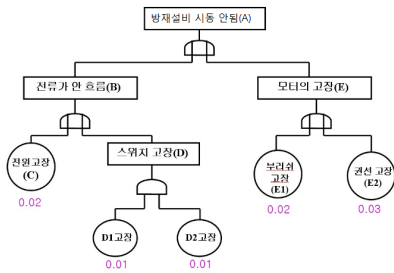 방재설비 시동 안됨(A)
전류가 안 흐름(B)
모터의 고장(E)
전원고장
(C)
스위치 고장(D)
부러쉬
고장
(E1)
권선 고장
(E2)
0.02
0.02
0.03
D1고장
D2고장
0.01
0.01